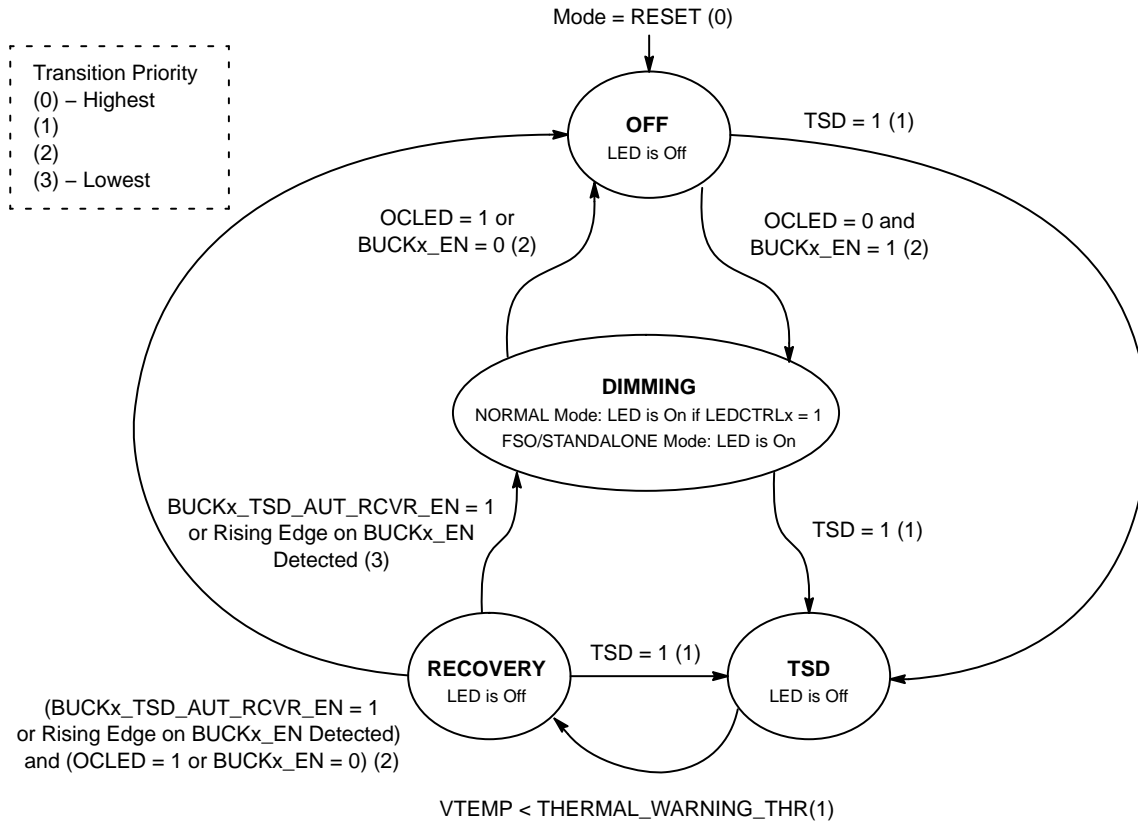 Mode = RESET (0)
Transition Priority
(0) – Highest
(1)
(2)
(3) – Lowest
OFF
LED is Off
TSD = 1 (1)
OCLED = 1 or
BUCKx_EN = 0 (2)
OCLED = 0 and
BUCKx_EN = 1 (2)
DIMMING
NORMAL Mode: LED is On if LEDCTRLx = 1
FSO/STANDALONE Mode: LED is On
BUCKx_TSD_AUT_RCVR_EN = 1
or Rising Edge on BUCKx_EN
Detected (3)
TSD = 1 (1)
RECOVERY
LED is Off
TSD = 1 (1)
TSD
LED is Off
(BUCKx_TSD_AUT_RCVR_EN = 1
or Rising Edge on BUCKx_EN Detected)
and (OCLED = 1 or BUCKx_EN = 0) (2)
VTEMP < THERMAL_WARNING_THR(1)